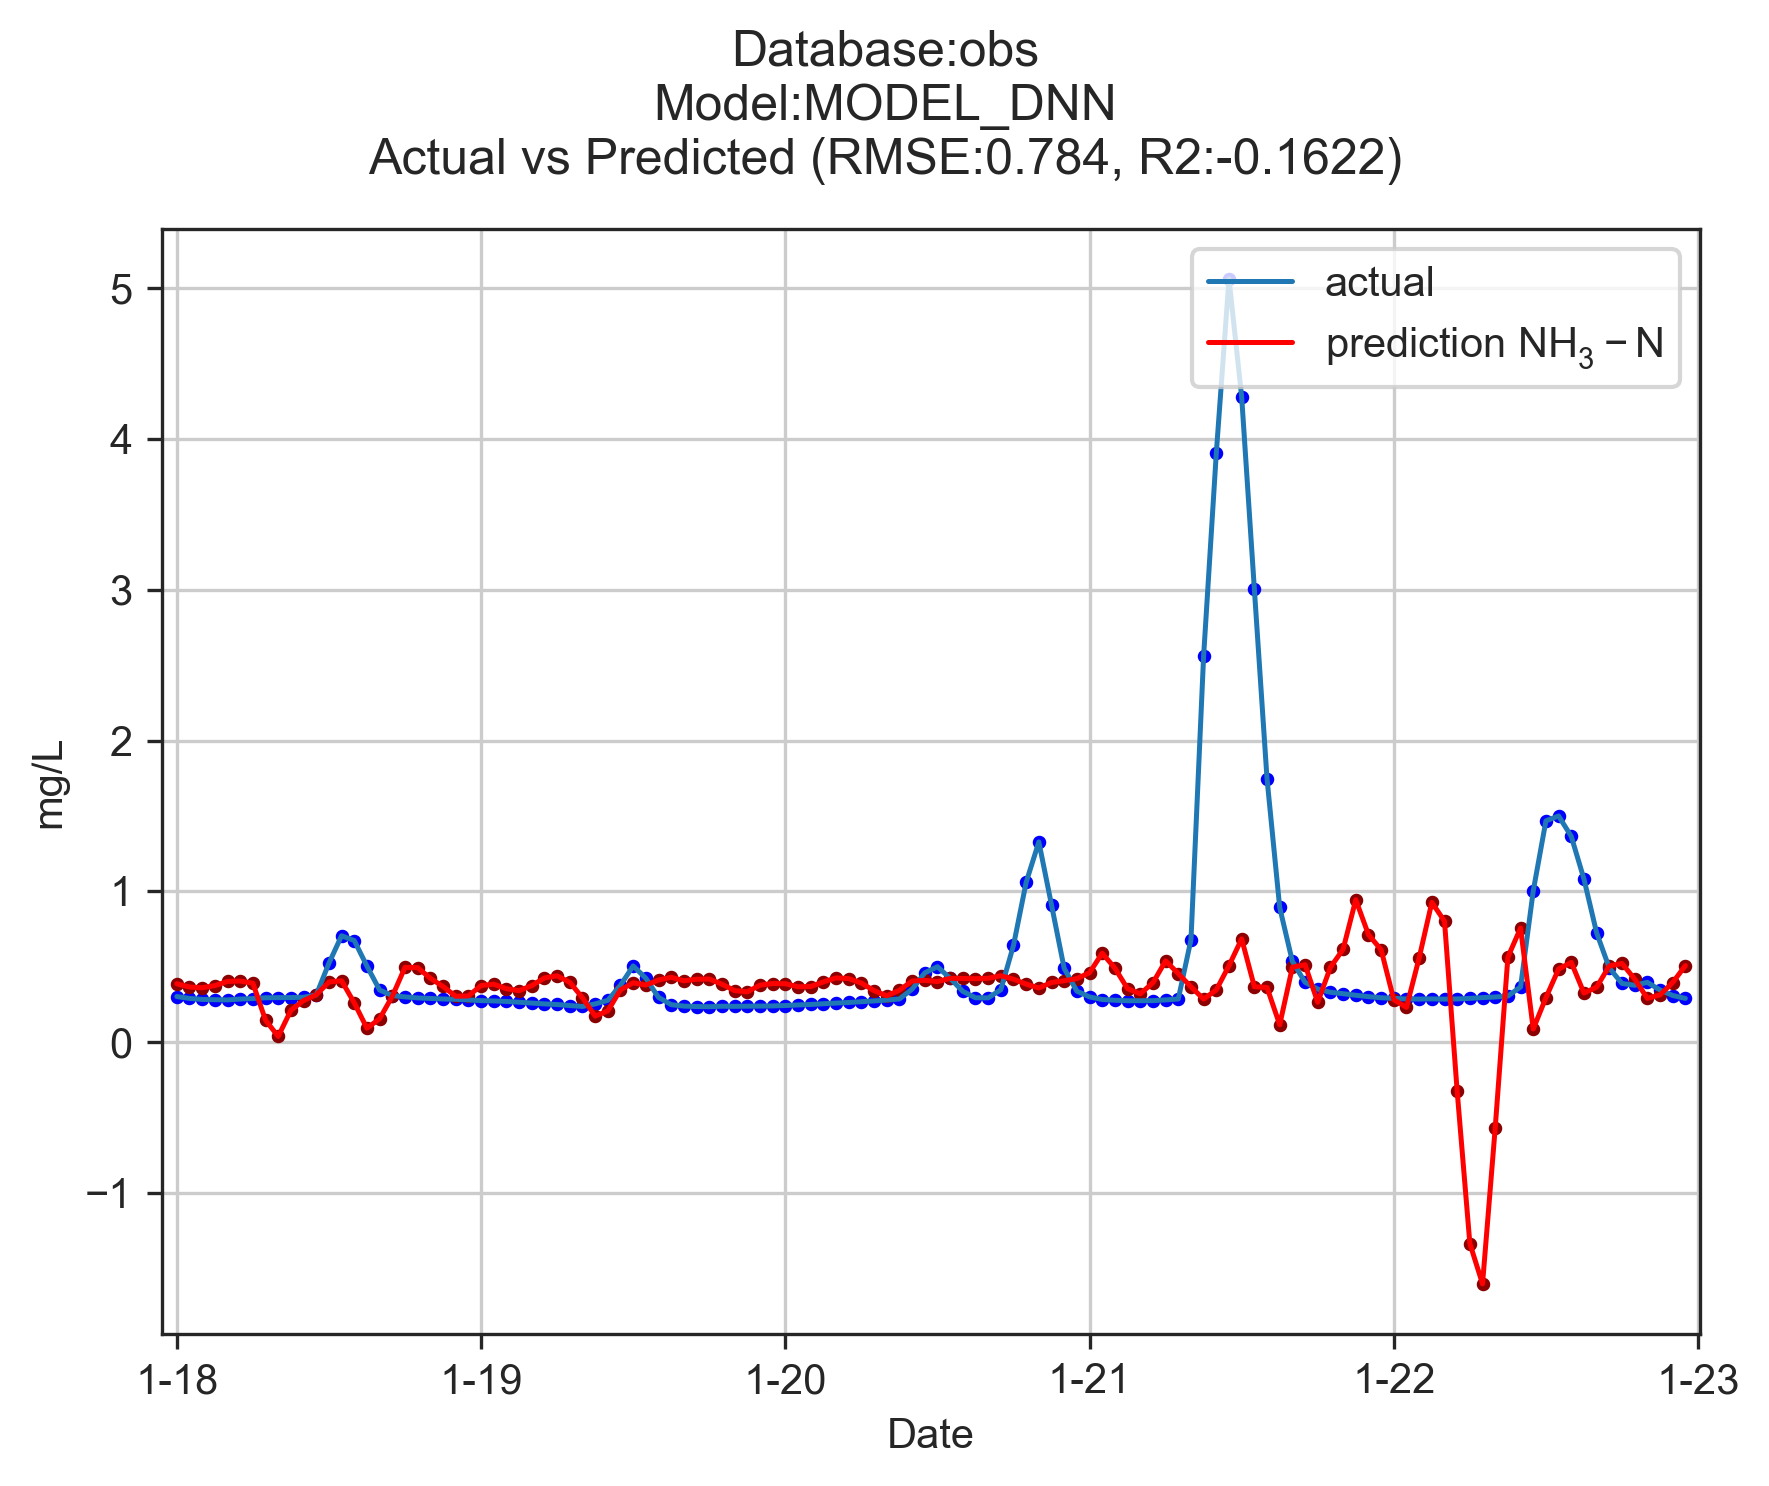 Database:obs
Model:MODEL_DNN
Actual vs Predicted (RMSE:0.784, R2:-0.1622)
actual
prediction NH₃ − N
5
4
3
2
1
0
−1
mg/L
1-18 1-19 1-20 1-21 1-22 1-23
Date